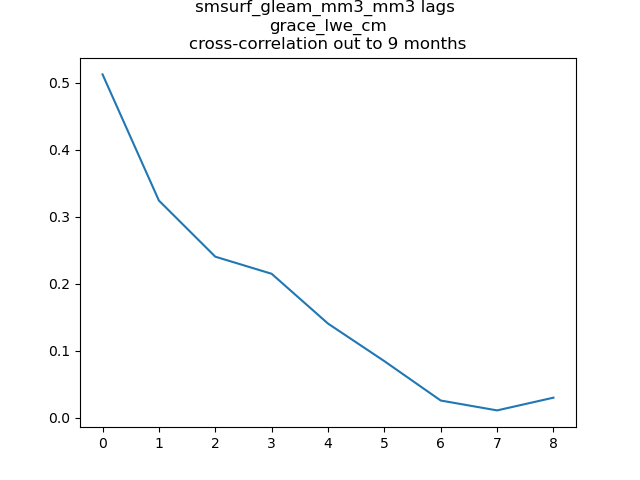 smsurf_gleam_mm3_mm3 lags
grace_lwe_cm
cross-correlation out to 9 months
0.5
0.4
0.3
0.2
0.1
0.0
0 1 2 3 4 5 6 7 8